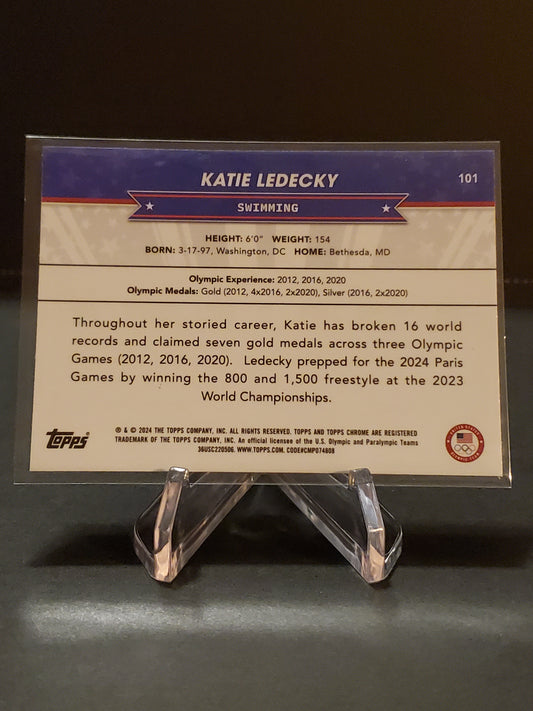 KATIE LEDECKY
101
SWIMMING
HEIGHT: 6'0" WEIGHT: 154
BORN: 3-17-97, Washington, DC HOME: Bethesda, MD
Olympic Experience: 2012, 2016, 2020
Olympic Medals: Gold (2012, 4x2016, 2x2020), Silver (2016, 2x2020)
Throughout her storied career, Katie has broken 16 world
records and claimed seven gold medals across three Olympic
Games (2012, 2016, 2020). Ledecky prepped for the 2024 Paris
Games by winning the 800 and 1,500 freestyle at the 2023
World Championships.
Topps
® & © 2024 THE TOPPS COMPANY, INC. ALL RIGHTS RESERVED. TOPPS AND TOPPS CHROME ARE REGISTERED
TRADEMARK OF THE TOPPS COMPANY, INC. An official licensee of the U.S. Olympic and Paralympic Teams
36USC220506. WWW.TOPPS.COM. CODE#CMP074808